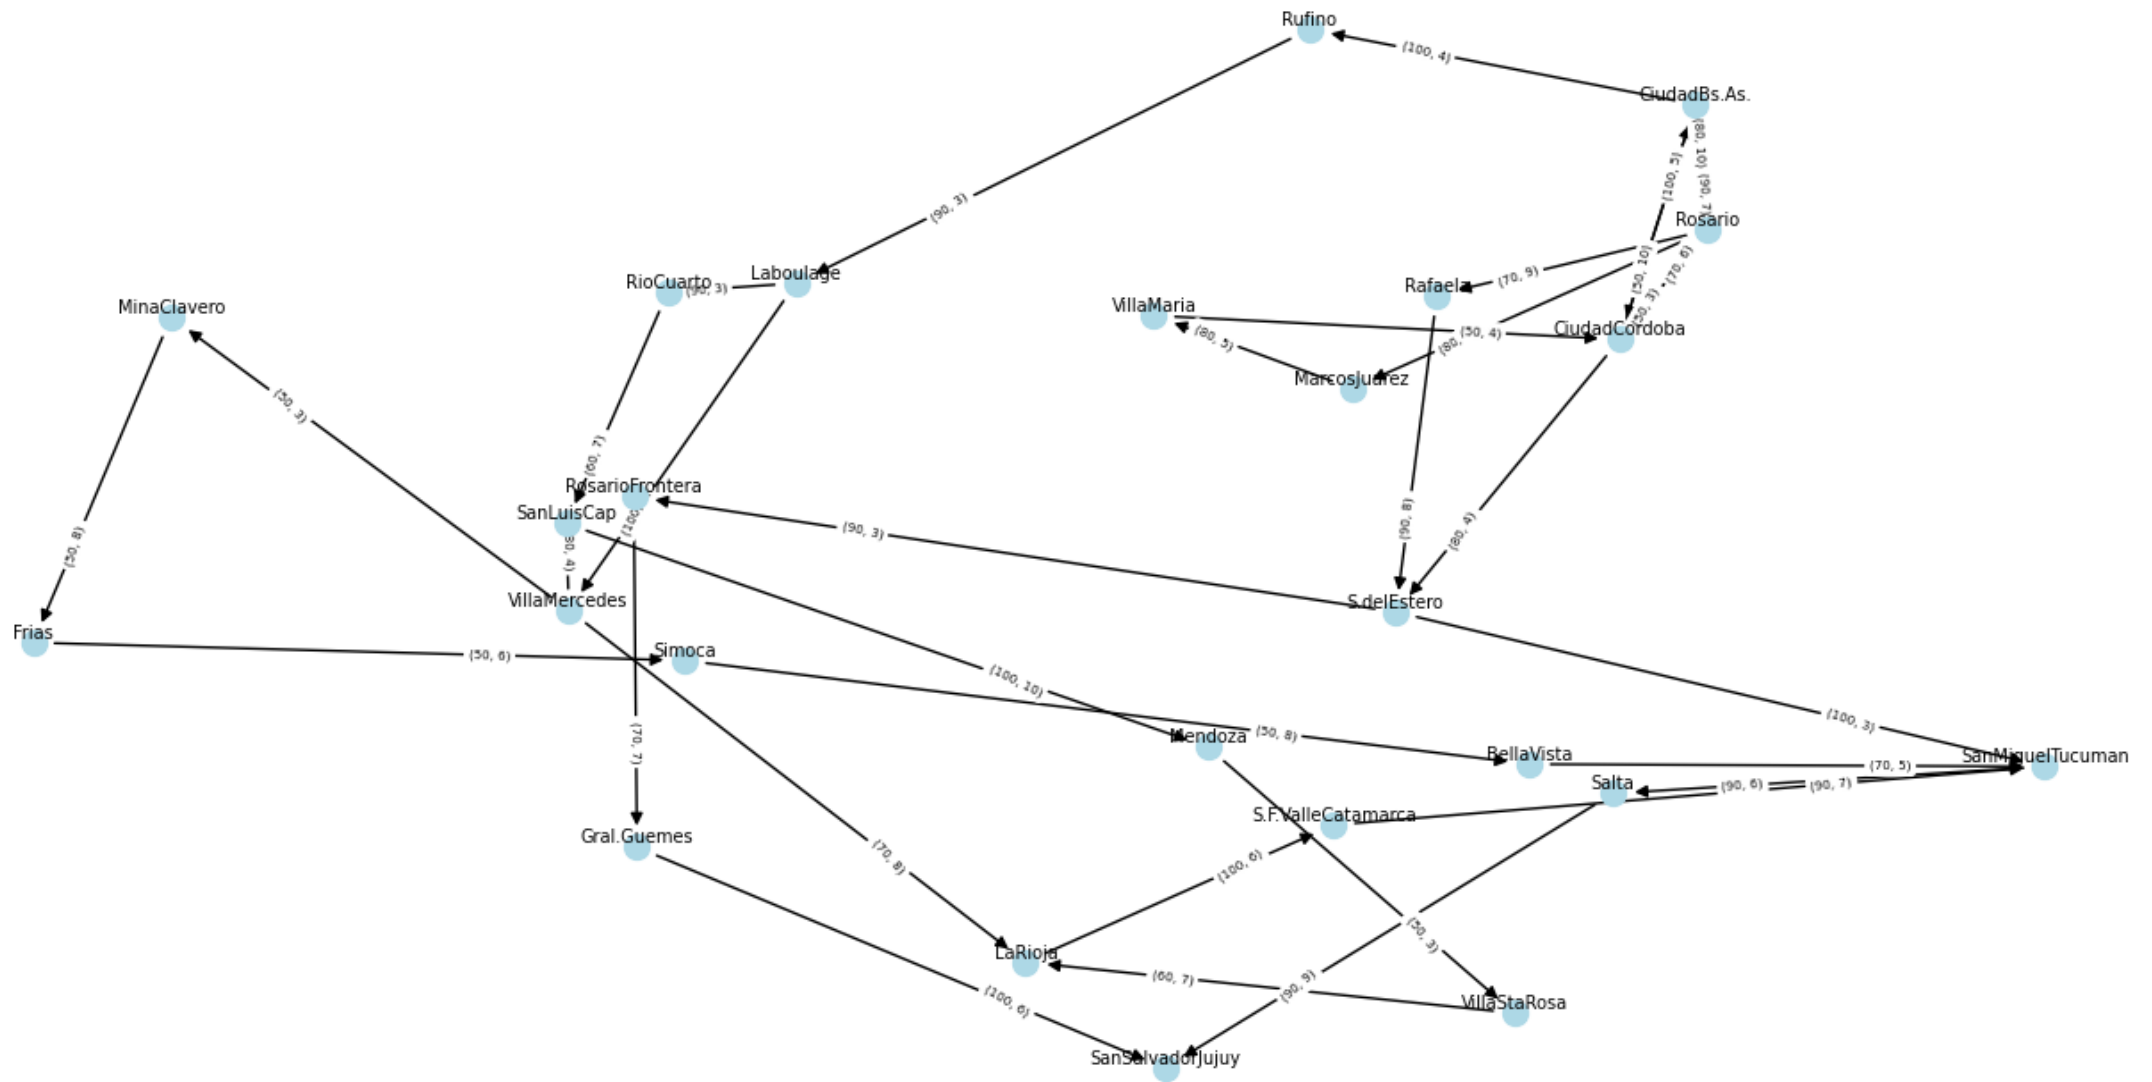 Rufino
(100, 4)
CiudadBs.As.
(80, 10)
(100, 5)
(90, 7)
(90, 3)
Rosario
(50, 10)
(70, 6)
Laboulage
(70, 9)
RioCuarto
(90, 3)
Rafaela
MinaClavero
VillaMaria
(50, 3)
CiudadCordoba
(50, 4)
(80, 5)
(80,
MarcosJuarez
(50, 3)
(60, 7)
RosarioFrontera
SanLuisCap
(100,
(90, 3)
(90, 8)
(80, 4)
(50, 8)
80, 4)
VillaMercedes
S.delEstero
Frias
(50, 6)
Simoca
(100, 10)
(100, 3)
(70, 7)
Mendoza
(50, 8)
BellaVista
SanMiguelTucuman
(70, 5)
Salta
(90, 6)
(90, 7)
S.F.ValleCatamarca
Gral.Guemes
(70, 8)
(100, 6)
(50, 3)
LaRioja
(60, 7)
(90, 9)
(100, 6)
VillaStaRosa
SanSalvadorJujuy